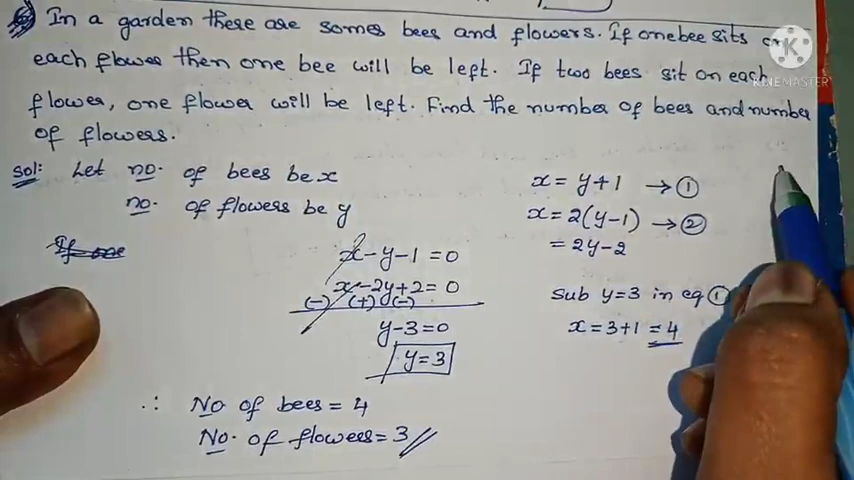 In a garden there are somes bees and flowers. If one bee sits on
each flower then one bee will be left. If two bees sit on each
flower, one flower will be left. Find the number of bees and number
of flowers.
Sol: Let no. of bees be x
no. of flowers be y
If one
x = y+1 → ①
x = 2(y-1) → ②
= 2y-2
x-y-1 = 0
x-2y+2 = 0
(-) (+) (-)
y-3 = 0
y = 3
Sub y=3 in eq ①
x = 3+1 = 4
∴ No of bees = 4
No. of flowers = 3 //
K
KINEMASTER